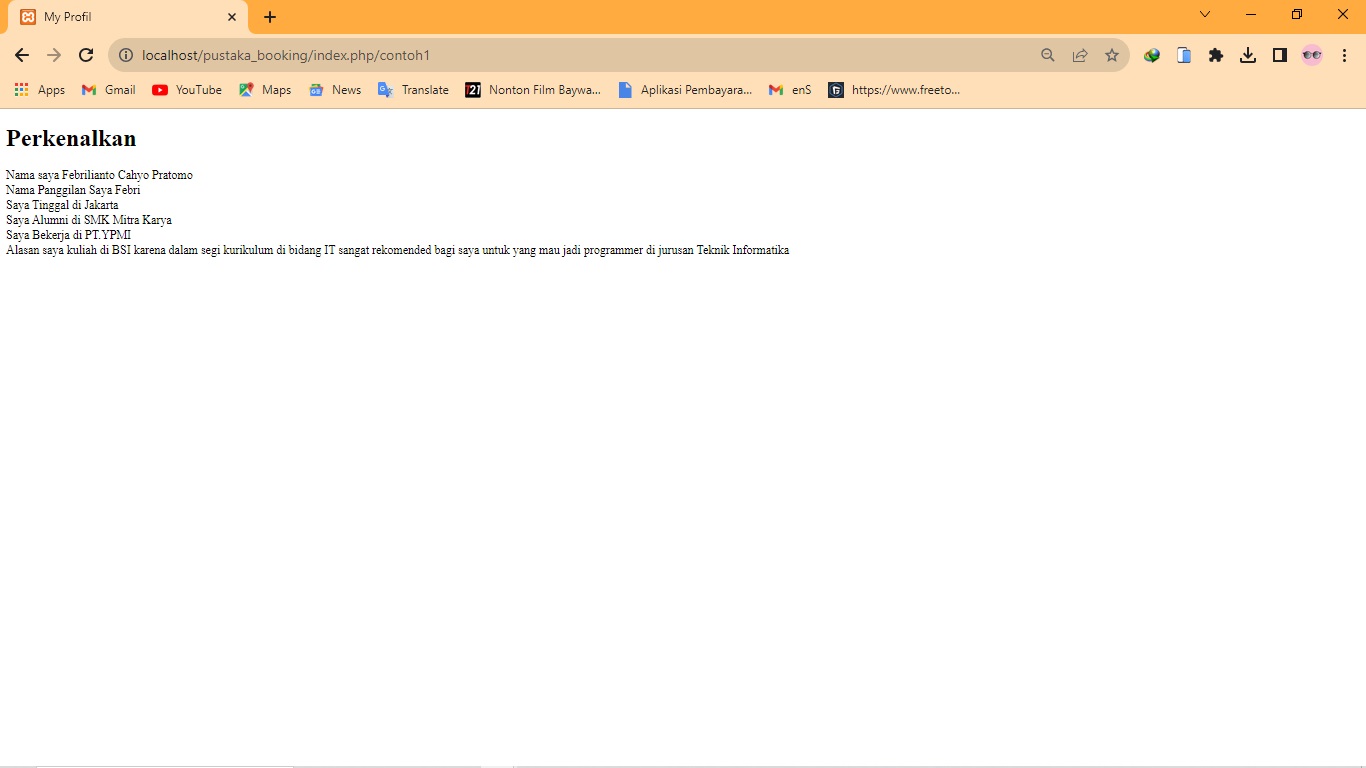 My Profil
localhost/pustaka_booking/index.php/contoh1
Apps Gmail YouTube Maps News Translate Nonton Film Baywa... Aplikasi Pembayara... enS https://www.freeto...
Perkenalkan
Nama saya Febrilianto Cahyo Pratomo
Nama Panggilan Saya Febri
Saya Tinggal di Jakarta
Saya Alumni di SMK Mitra Karya
Saya Bekerja di PT.YPMI
Alasan saya kuliah di BSI karena dalam segi kurikulum di bidang IT sangat rekomended bagi saya untuk yang mau jadi programmer di jurusan Teknik Informatika